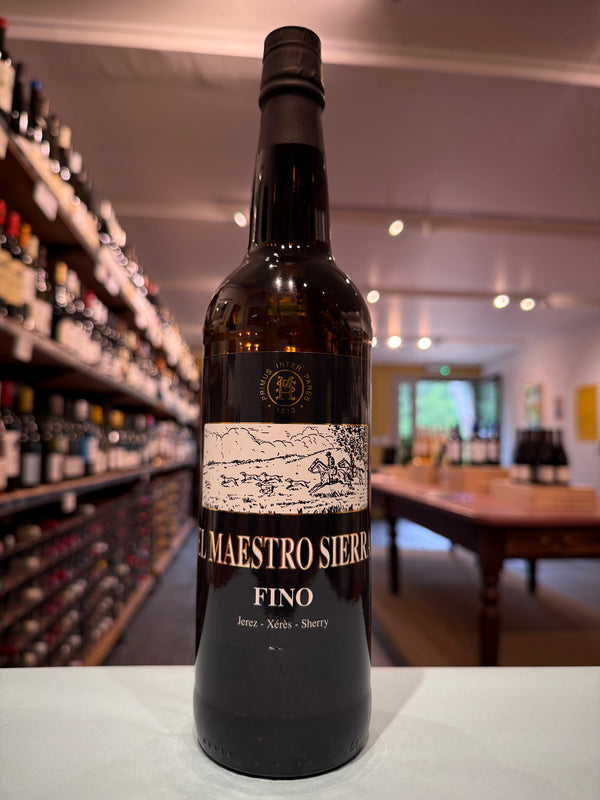 PRIMUS INTER PARES
1830
EL MAESTRO SIERRA
FINO
Jerez - Xérès - Sherry